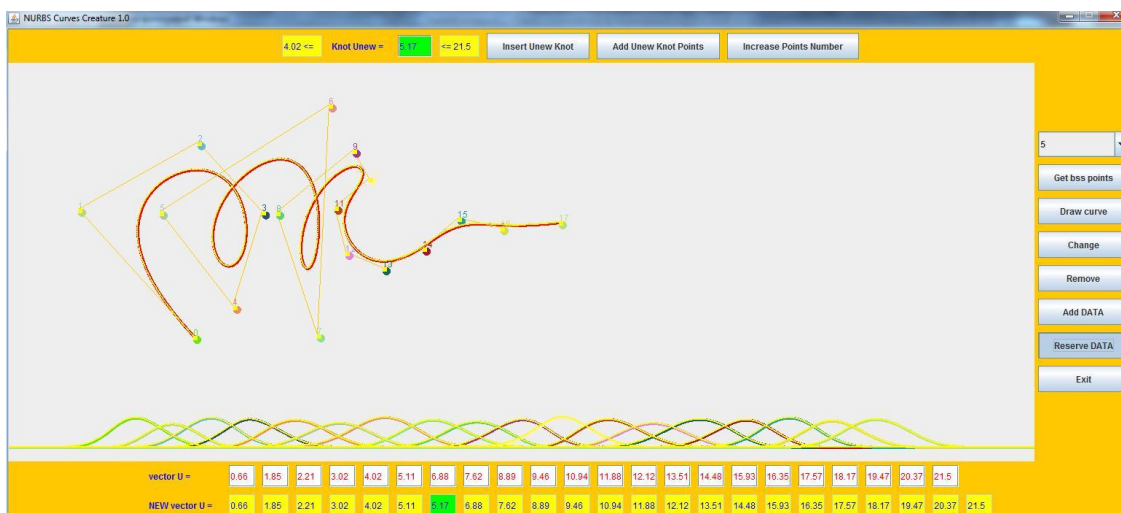 NURBS Curves Creature 1.0
4.02 <= Knot Unew = 5.17 <= 21.5 Insert Unew Knot Add Unew Knot Points Increase Points Number
5
Get bss points
Draw curve
Change
Remove
Add DATA
Reserve DATA
Exit
2
9
1
5
3
8
11
15
17
4
7
vector U = 0.66 1.85 2.21 3.02 4.02 5.11 6.88 7.62 8.89 9.46 10.94 11.88 12.12 13.51 14.48 15.93 16.35 17.57 18.17 19.47 20.37 21.5
NEW vector U = 0.66 1.85 2.21 3.02 4.02 5.11 5.17 6.88 7.62 8.89 9.46 10.94 11.88 12.12 13.51 14.48 15.93 16.35 17.57 18.17 19.47 20.37 21.5